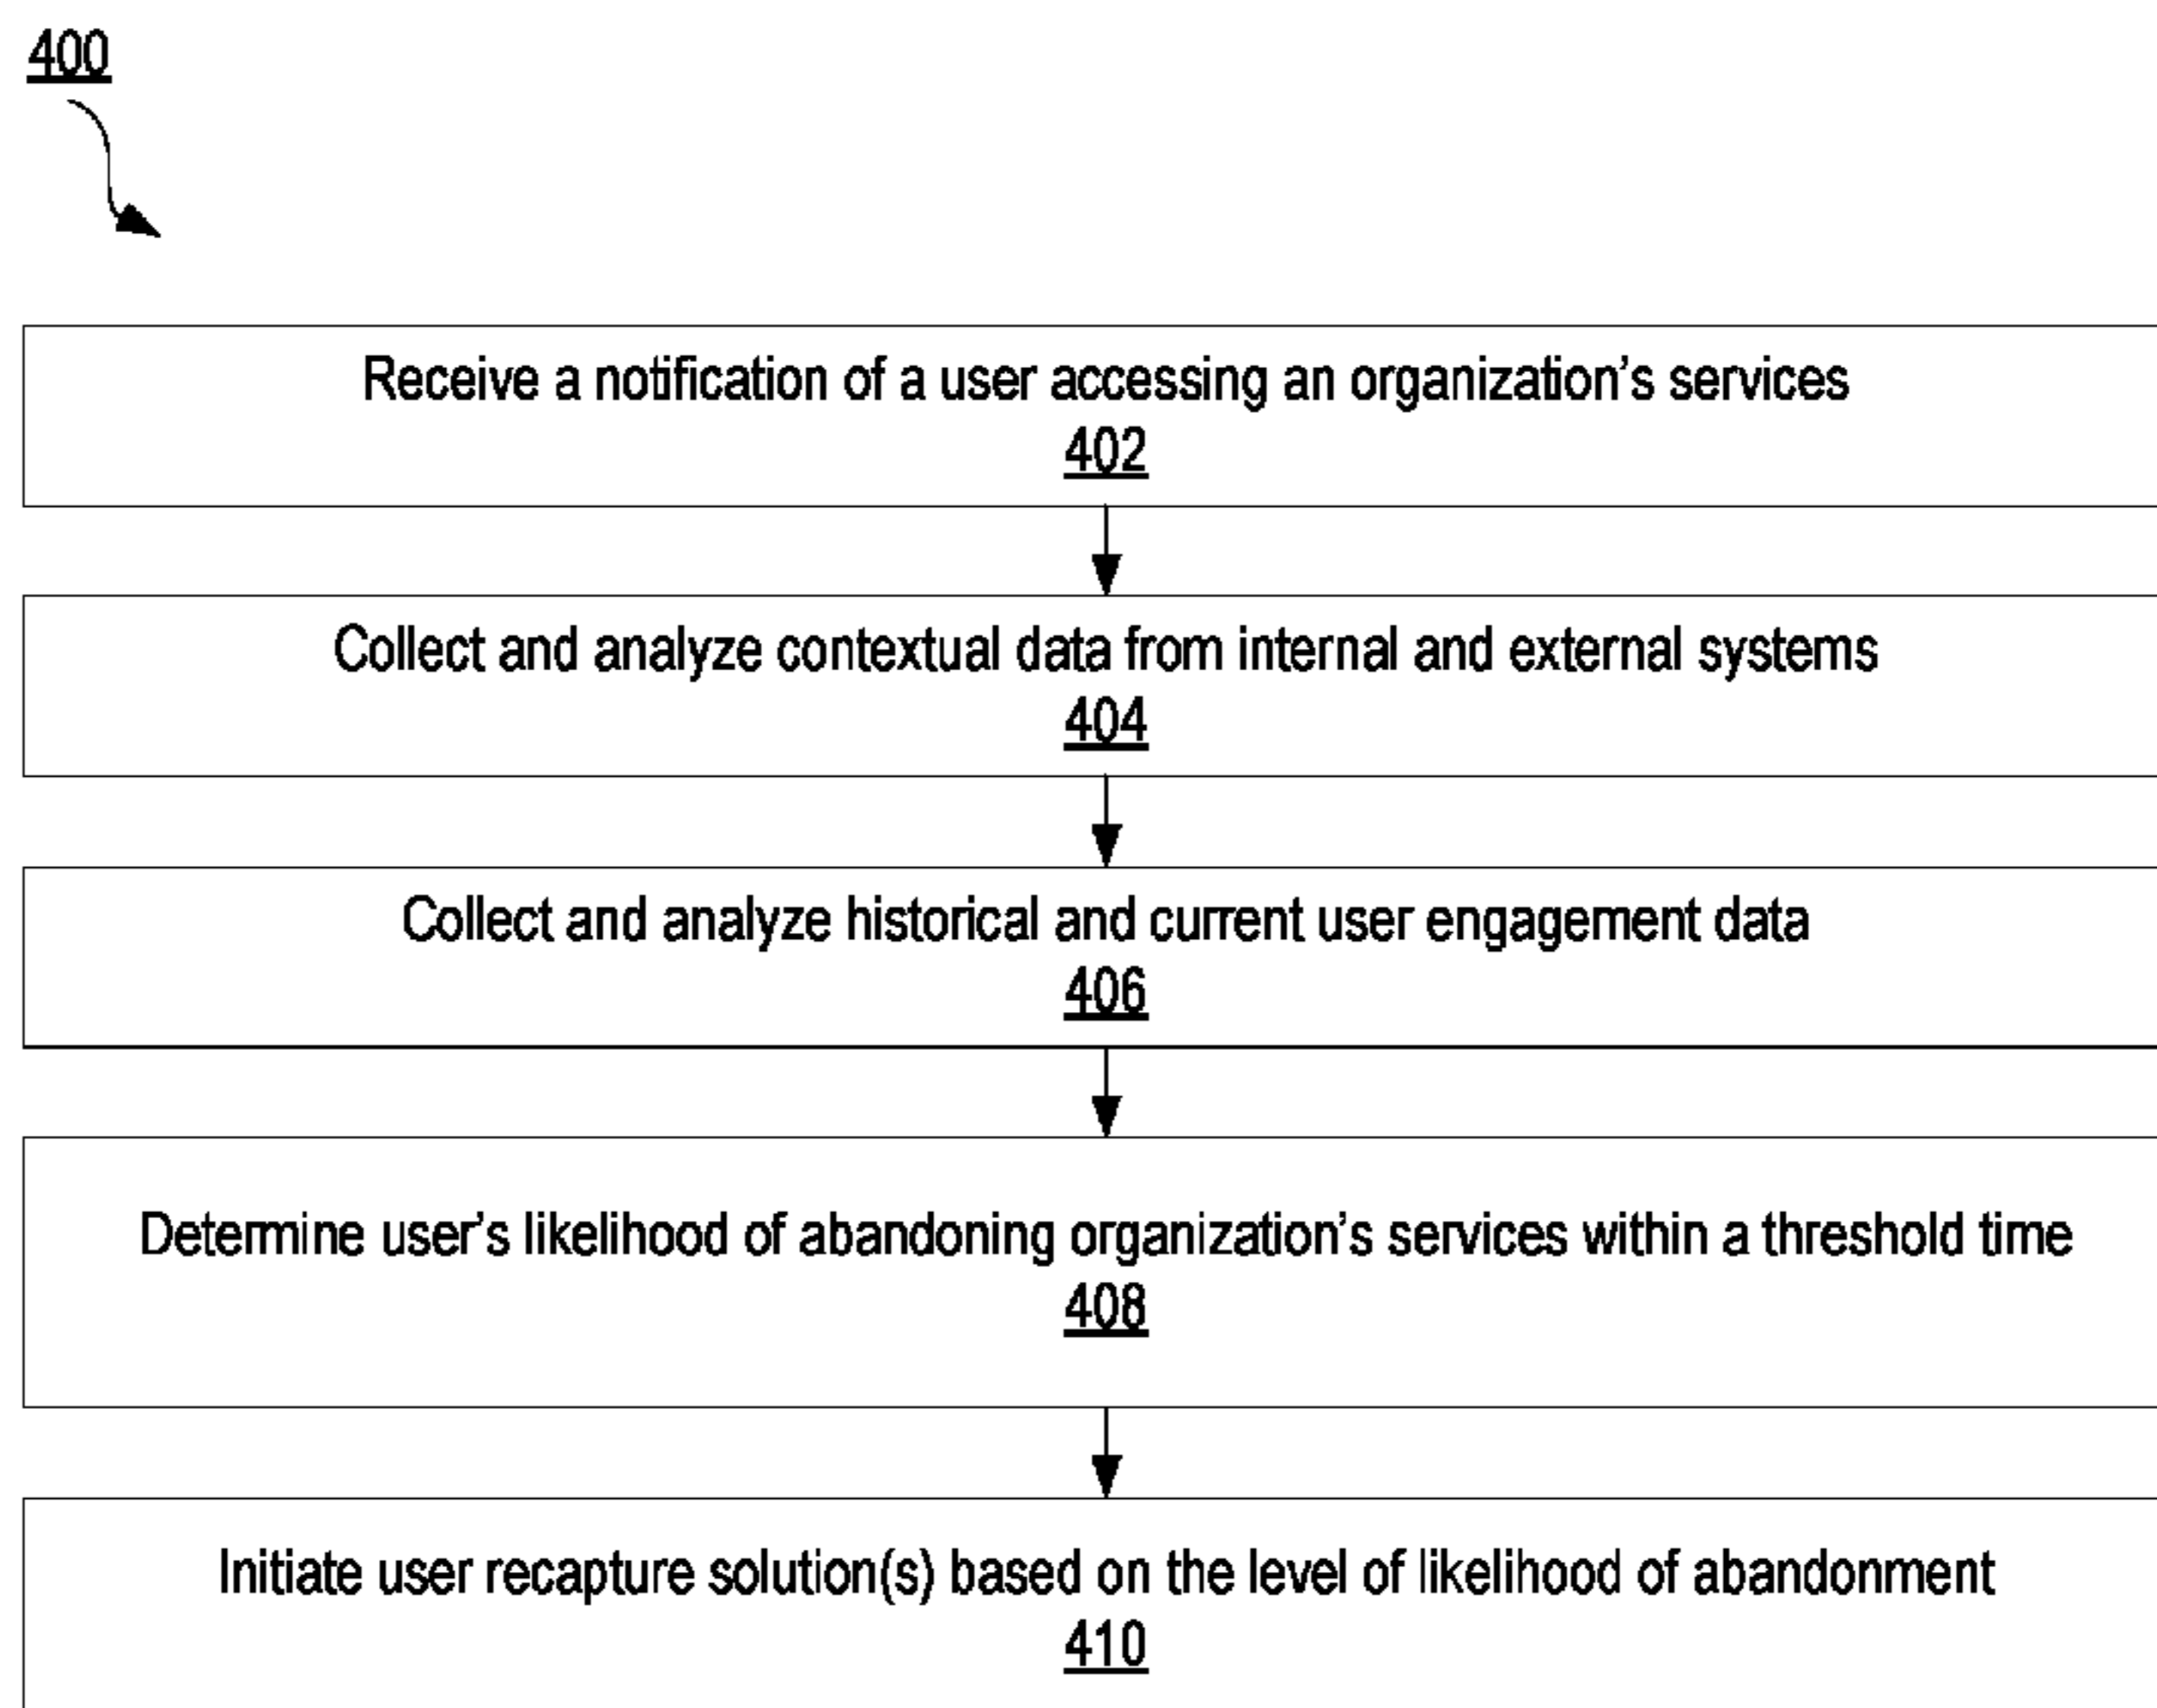 400
Receive a notification of a user accessing an organization’s services
402
Collect and analyze contextual data from internal and external systems
404
Collect and analyze historical and current user engagement data
406
Determine user’s likelihood of abandoning organization’s services within a threshold time
408
Initiate user recapture solution(s) based on the level of likelihood of abandonment
410